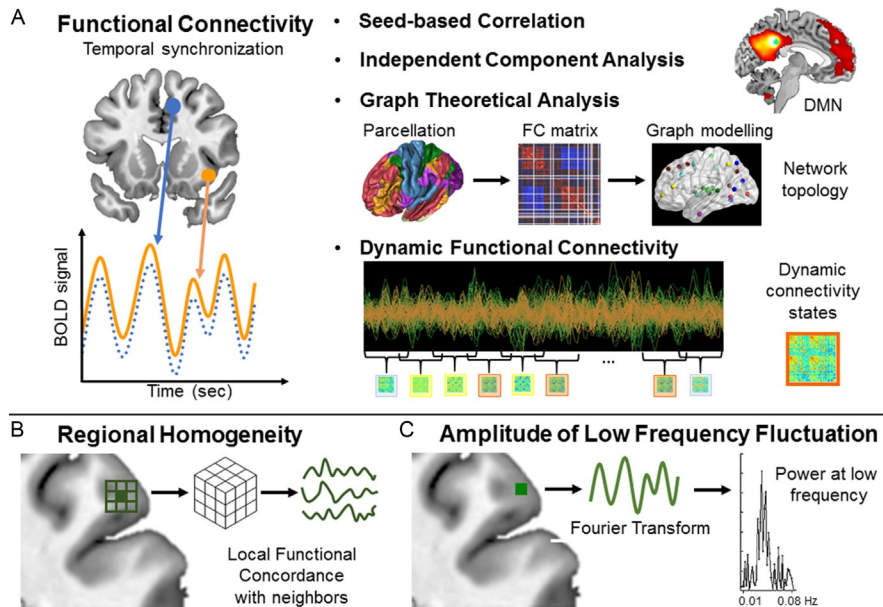 A
Functional Connectivity
Temporal synchronization
BOLD signal
Time (sec)
• Seed-based Correlation
• Independent Component Analysis
• Graph Theoretical Analysis
DMN
Parcellation
FC matrix
Graph modelling
Network
topology
• Dynamic Functional Connectivity
Dynamic
connectivity
states
...
B
Regional Homogeneity
Local Functional
Concordance
with neighbors
C
Amplitude of Low Frequency Fluctuation
Fourier Transform
Power at low
frequency
0.01 0.08 Hz